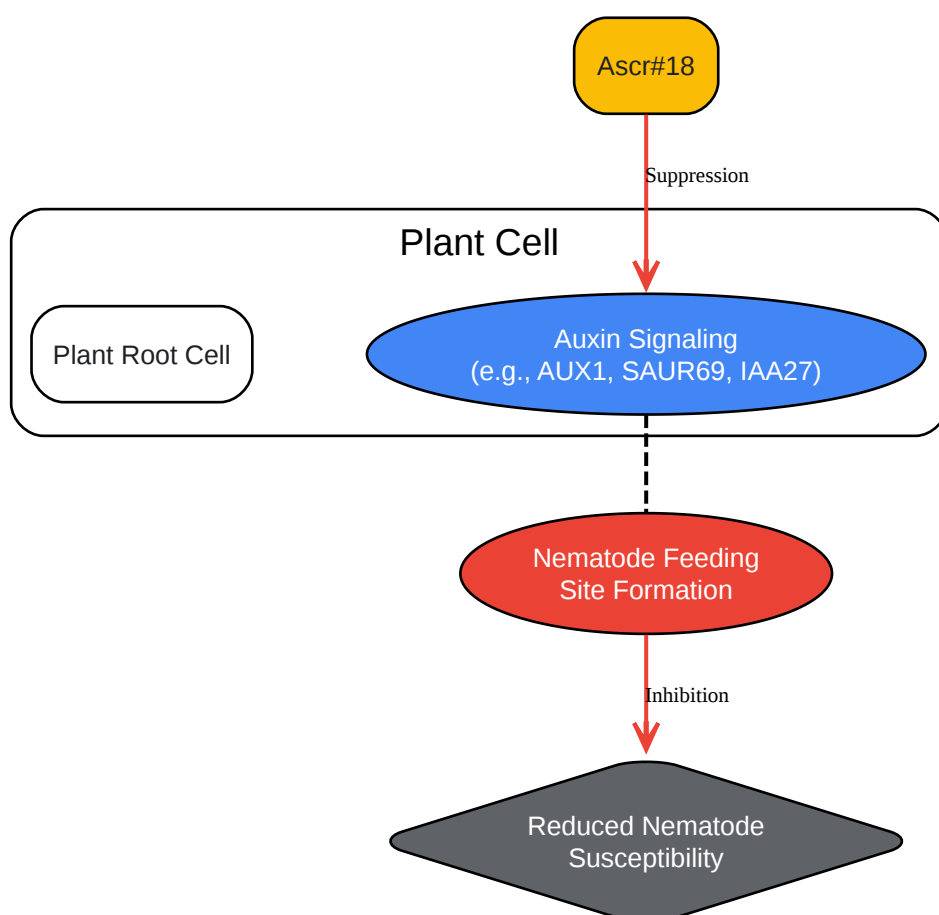 Ascr#18
Suppression
Plant Cell
Plant Root Cell
Auxin Signaling
(e.g., AUX1, SAUR69, IAA27)
Nematode Feeding
Site Formation
Inhibition
Reduced Nematode
Susceptibility